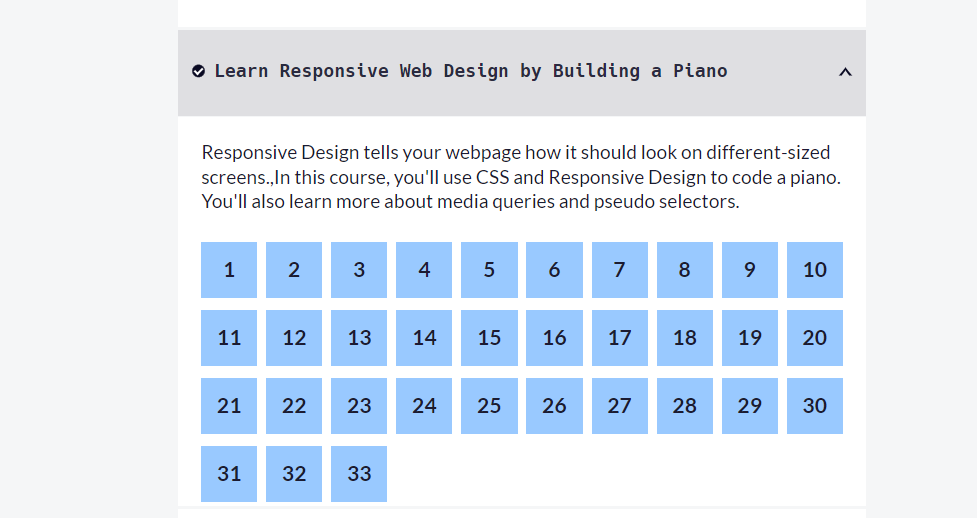 Learn Responsive Web Design by Building a Piano
Responsive Design tells your webpage how it should look on different-sized
screens.,In this course, you'll use CSS and Responsive Design to code a piano.
You'll also learn more about media queries and pseudo selectors.
1 2 3 4 5 6 7 8 9 10
11 12 13 14 15 16 17 18 19 20
21 22 23 24 25 26 27 28 29 30
31 32 33